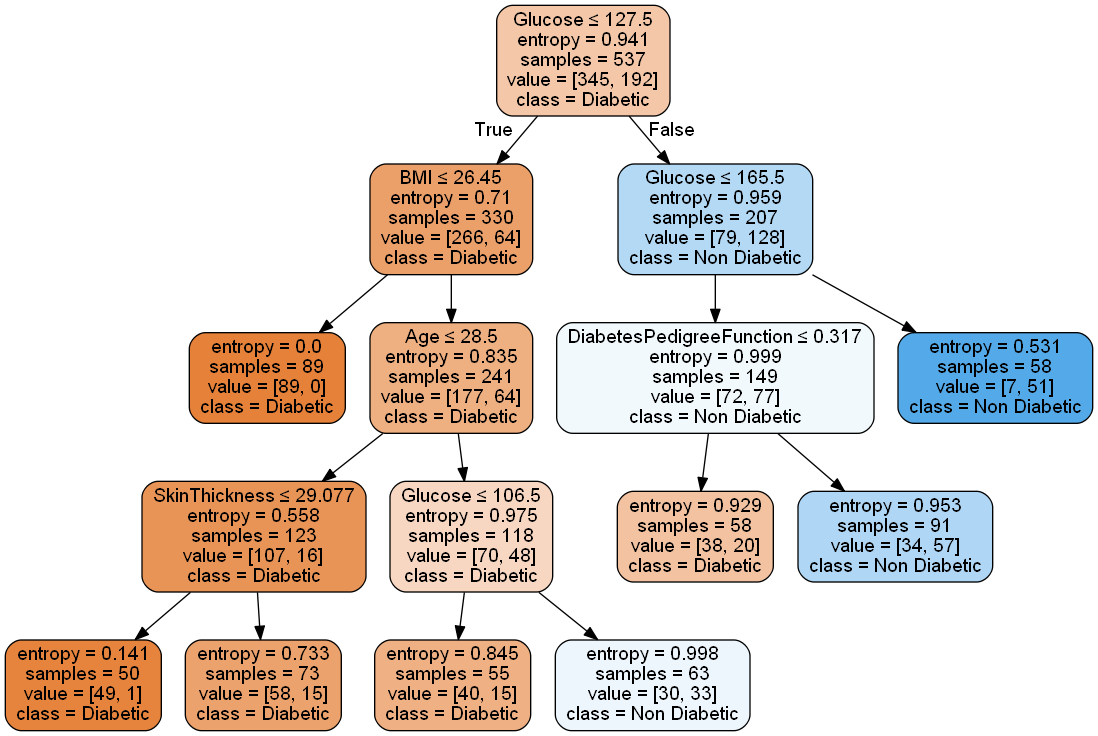 Glucose ≤ 127.5
entropy = 0.941
samples = 537
value = [345, 192]
class = Diabetic
True
False
BMI ≤ 26.45
entropy = 0.71
samples = 330
value = [266, 64]
class = Diabetic
Glucose ≤ 165.5
entropy = 0.959
samples = 207
value = [79, 128]
class = Non Diabetic
entropy = 0.0
samples = 89
value = [89, 0]
class = Diabetic
Age ≤ 28.5
entropy = 0.835
samples = 241
value = [177, 64]
class = Diabetic
DiabetesPedigreeFunction ≤ 0.317
entropy = 0.999
samples = 149
value = [72, 77]
class = Non Diabetic
entropy = 0.531
samples = 58
value = [7, 51]
class = Non Diabetic
SkinThickness ≤ 29.077
entropy = 0.558
samples = 123
value = [107, 16]
class = Diabetic
Glucose ≤ 106.5
entropy = 0.975
samples = 118
value = [70, 48]
class = Diabetic
entropy = 0.929
samples = 58
value = [38, 20]
class = Diabetic
entropy = 0.953
samples = 91
value = [34, 57]
class = Non Diabetic
entropy = 0.141
samples = 50
value = [49, 1]
class = Diabetic
entropy = 0.733
samples = 73
value = [58, 15]
class = Diabetic
entropy = 0.845
samples = 55
value = [40, 15]
class = Diabetic
entropy = 0.998
samples = 63
value = [30, 33]
class = Non Diabetic